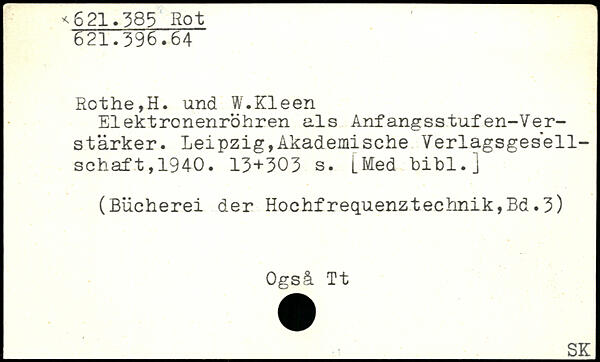 ×621.385 Rot
621.396.64
Rothe,H. und W.Kleen
Elektronenröhren als Anfangsstufen-Ver-
stärker. Leipzig,Akademische Verlagsgesell-
schaft,1940. 13+303 s. [Med bibl.]
(Bücherei der Hochfrequenztechnik,Bd.3)
Også Tt
SK